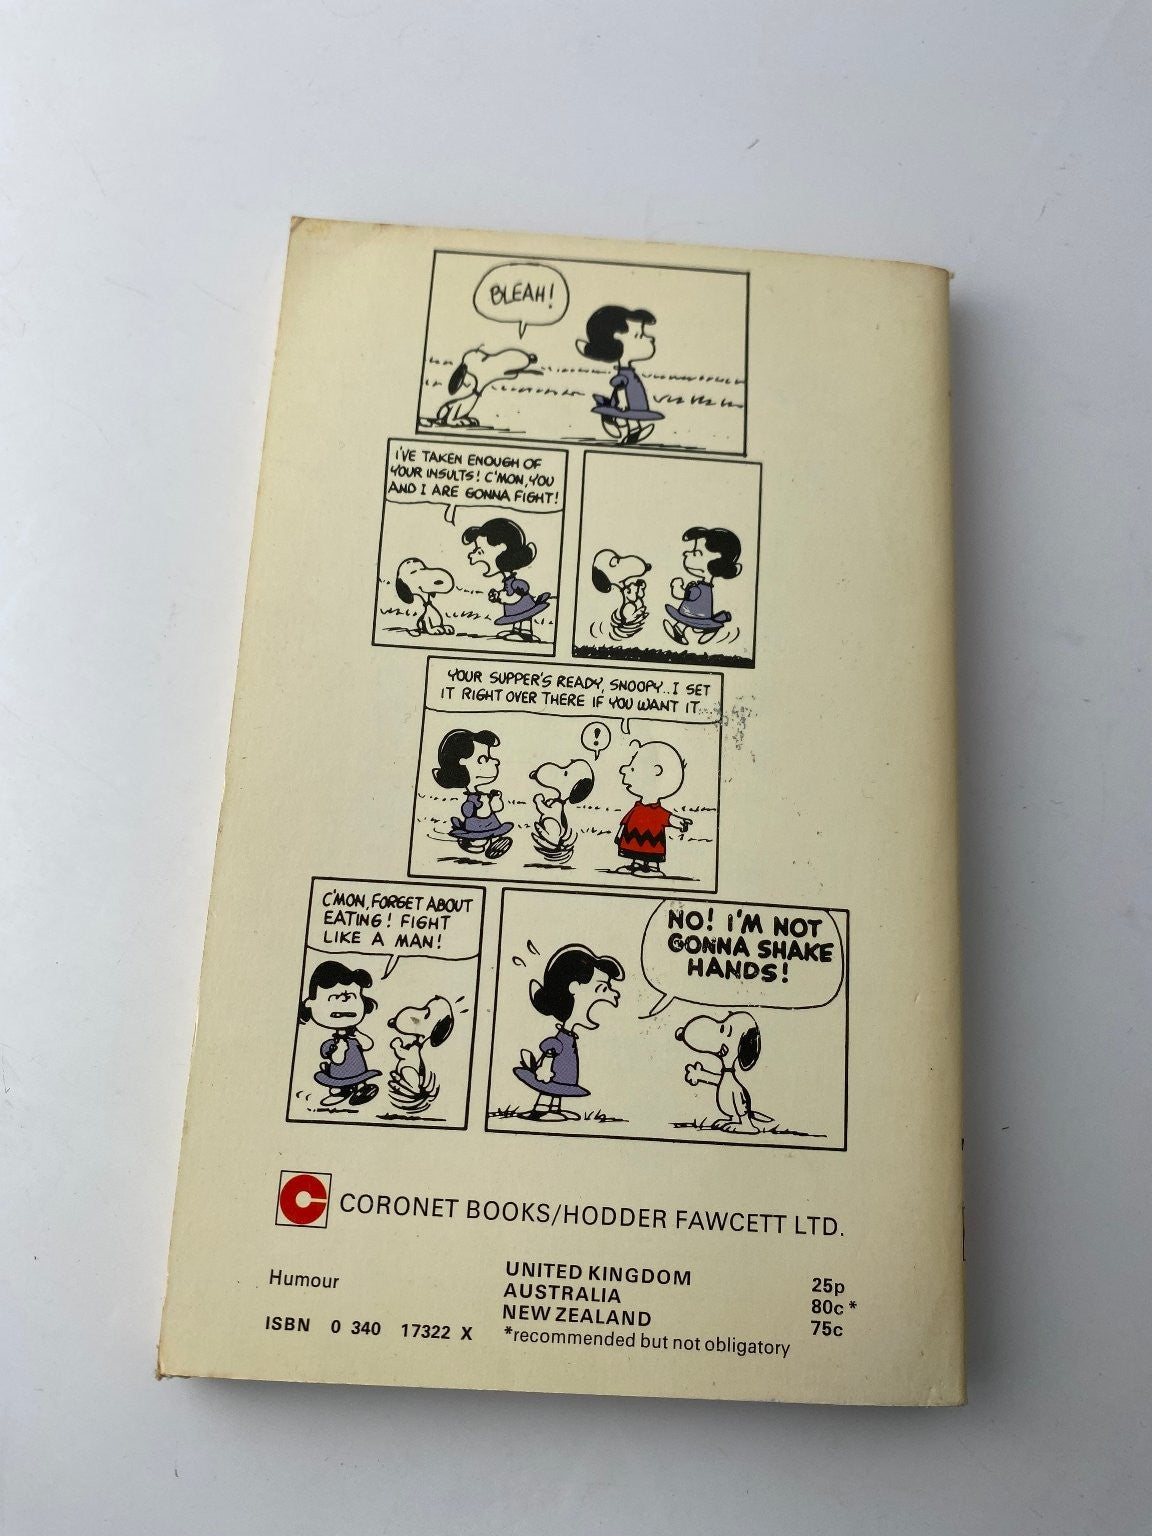 BLEAH!
I'VE TAKEN ENOUGH OF
YOUR INSULTS! C'MON, YOU
AND I ARE GONNA FIGHT!
YOUR SUPPER'S READY, SNOOPY.. I SET
IT RIGHT OVER THERE IF YOU WANT IT...
!
C'MON, FORGET ABOUT
EATING! FIGHT
LIKE A MAN!
NO! I'M NOT
GONNA SHAKE
HANDS!
CORONET BOOKS/HODDER FAWCETT LTD.
Humour
ISBN 0 340 17322 X
UNITED KINGDOM 25p
AUSTRALIA 80c*
NEW ZEALAND 75c
*recommended but not obligatory